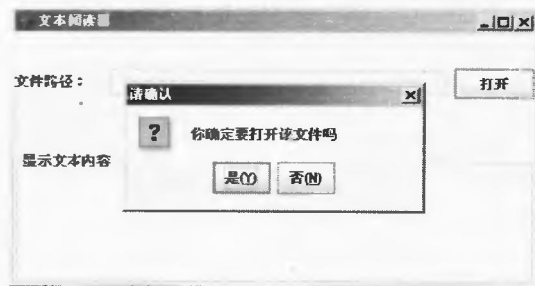 文本阅读器
文件路径：
打开
请确认
你确定要打开该文件吗
显示文本内容
是(Y)
否(N)